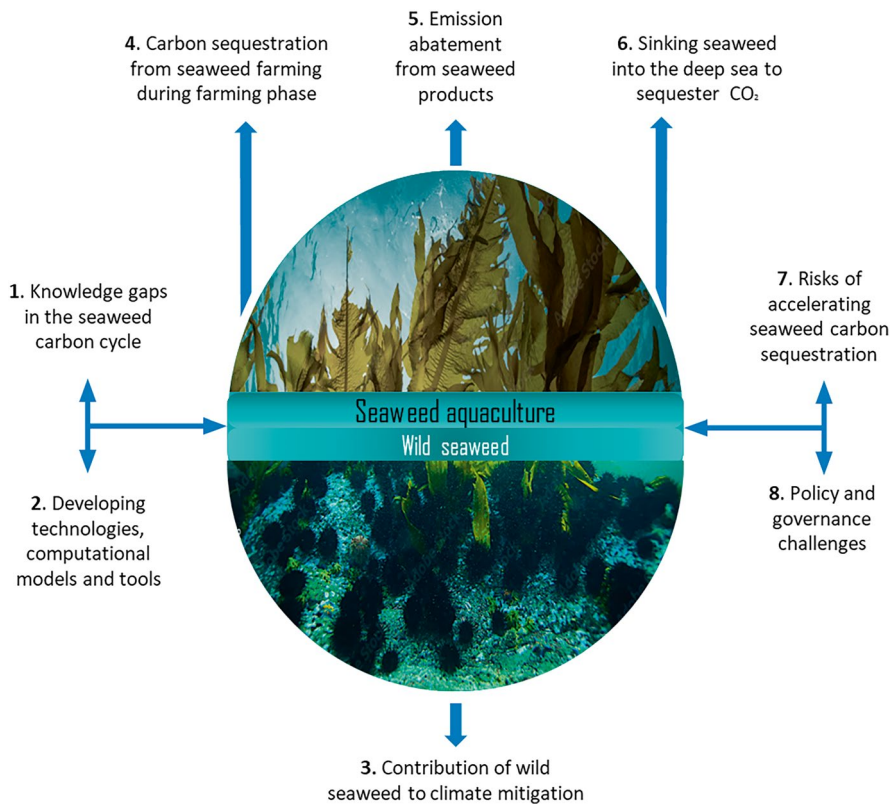 4. Carbon sequestration
from seaweed farming
during farming phase
5. Emission
abatement
from seaweed
products
6. Sinking seaweed
into the deep sea to
sequester CO₂
1. Knowledge gaps
in the seaweed
carbon cycle
7. Risks of
accelerating
seaweed carbon
sequestration
Seaweed aquaculture
Wild seaweed
2. Developing
technologies,
computational
models and tools
8. Policy and
governance
challenges
3. Contribution of wild
seaweed to climate mitigation